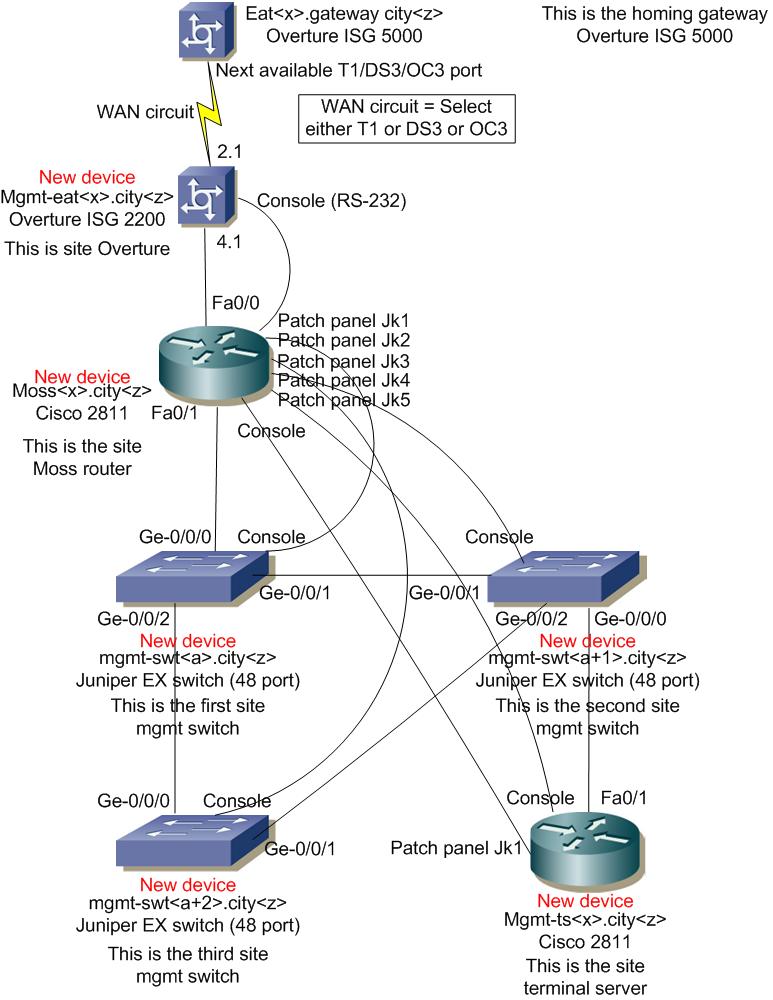 Eat<x>.gateway city<z>
Overture ISG 5000
This is the homing gateway
Overture ISG 5000
Next available T1/DS3/OC3 port
WAN circuit
WAN circuit = Select
either T1 or DS3 or OC3
2.1
New device
Mgmt-eat<x>.city<z>
Overture ISG 2200
This is site Overture
Console (RS-232)
4.1
Fa0/0
Patch panel Jk1
Patch panel Jk2
Patch panel Jk3
Patch panel Jk4
Patch panel Jk5
New device
Moss<x>.city<z>
Cisco 2811
Fa0/1
This is the site
Moss router
Console
Ge-0/0/0
Console
Console
Ge-0/0/1
Ge-0/0/1
Ge-0/0/2
Ge-0/0/2
Ge-0/0/0
New device
mgmt-swt<a>.city<z>
Juniper EX switch (48 port)
This is the first site
mgmt switch
New device
mgmt-swt<a+1>.city<z>
Juniper EX switch (48 port)
This is the second site
mgmt switch
Ge-0/0/0
Console
Console
Fa0/1
Ge-0/0/1
Patch panel Jk1
New device
mgmt-swt<a+2>.city<z>
Juniper EX switch (48 port)
This is the third site
mgmt switch
New device
Mgmt-ts<x>.city<z>
Cisco 2811
This is the site
terminal server